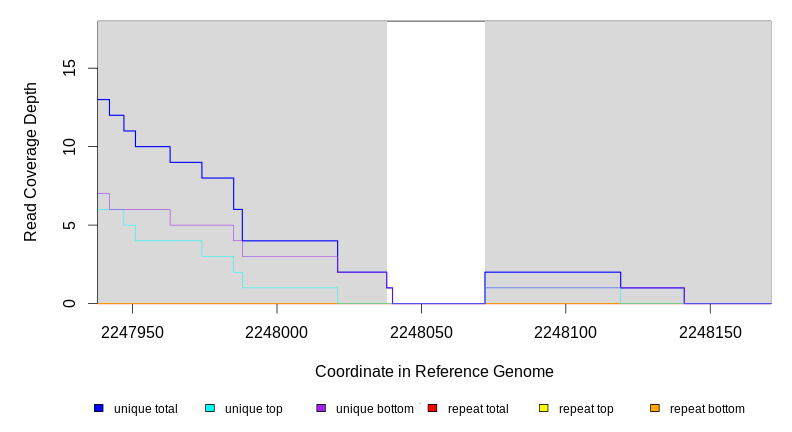 Read Coverage Depth
15
10
5
0
2247950 2248000 2248050 2248100 2248150
Coordinate in Reference Genome
unique total unique top unique bottom repeat total repeat top repeat bottom